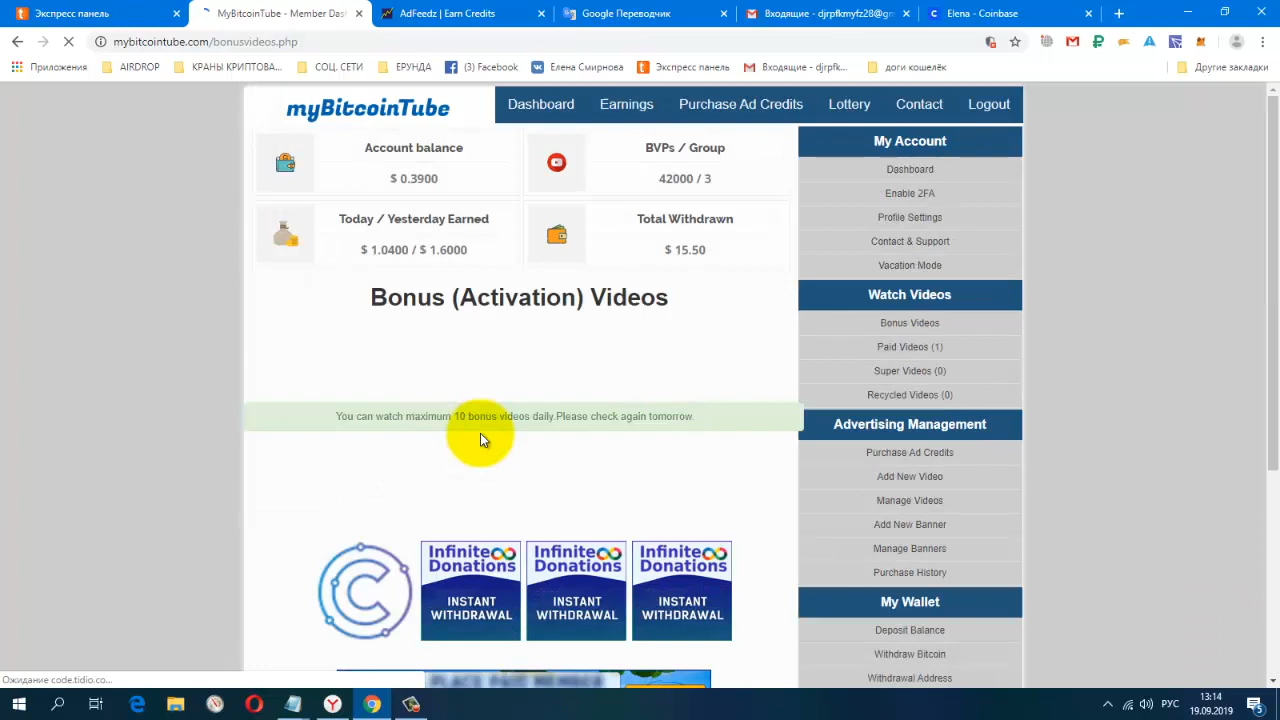 Экспресс панель
MyBitcoinTube - Member Das
AdFeedz | Earn Credits
Google Переводчик
Входящие - djrpfkmyfz28@gm
Elena - Coinbase
mybitcointube.com/bonusvideos.php
Приложения
AIRDROP
КРАНЫ КРИПТОВА...
СОЦ. СЕТИ
ЕРУНДА
(3) Facebook
Елена Смирнова
Экспресс панель
Входящие - djrpfk...
доги кошелёк
Другие закладки
myBitcoinTube
Dashboard
Earnings
Purchase Ad Credits
Lottery
Contact
Logout
Account balance
$ 0.3900
BVPs / Group
42000 / 3
Today / Yesterday Earned
$ 1.0400 / $ 1.6000
Total Withdrawn
$ 15.50
Bonus (Activation) Videos
You can watch maximum 10 bonus videos daily.Please check again tomorrow.
Infinite Donations
INSTANT
WITHDRAWAL
Infinite Donations
INSTANT
WITHDRAWAL
Infinite Donations
INSTANT
WITHDRAWAL
PLACE PAID MEMBER
My Account
Dashboard
Enable 2FA
Profile Settings
Contact & Support
Vacation Mode
Watch Videos
Bonus Videos
Paid Videos (1)
Super Videos (0)
Recycled Videos (0)
Advertising Management
Purchase Ad Credits
Add New Video
Manage Videos
Add New Banner
Manage Banners
Purchase History
My Wallet
Deposit Balance
Withdraw Bitcoin
Withdrawal Address
Ожидание code.tidio.co...
РУС
13:14
19.09.2019
5